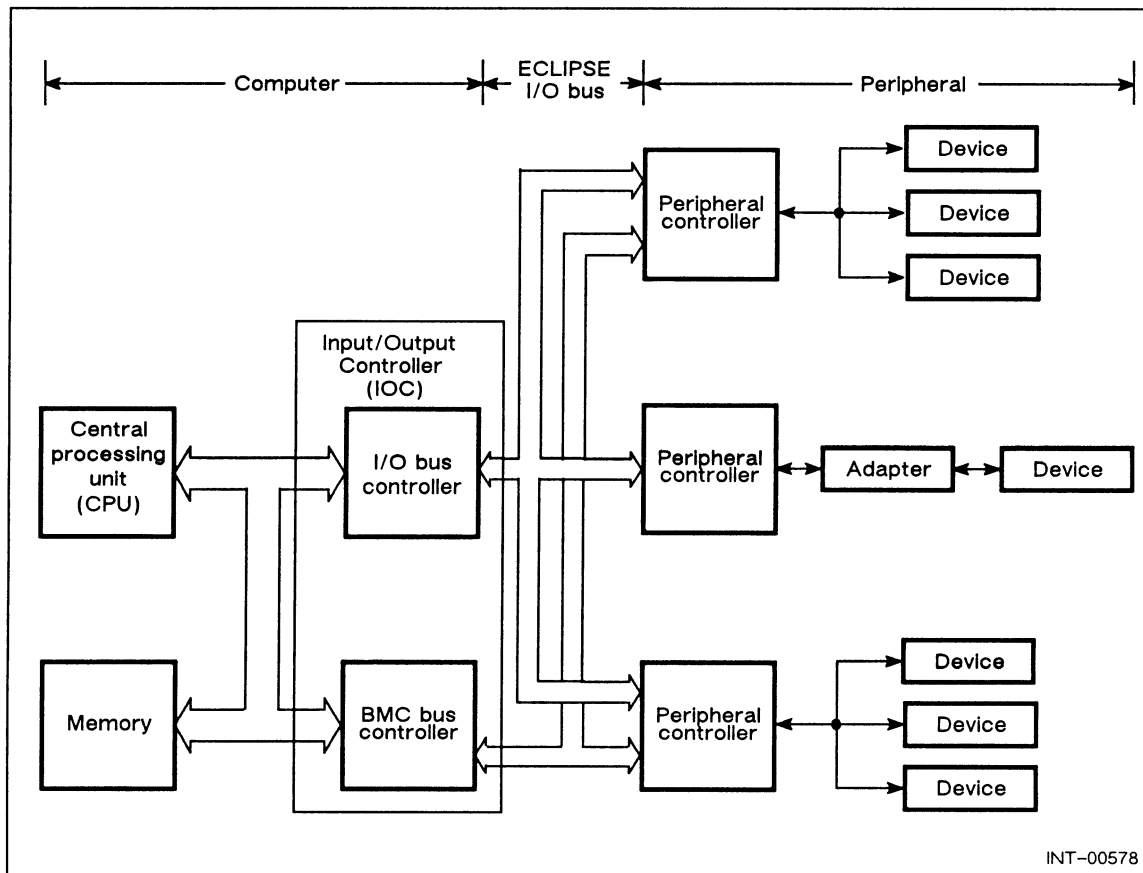 Computer
ECLIPSE
I/O bus
Peripheral
Peripheral
controller
Device
Device
Device
Input/Output
Controller
(IOC)
Central
processing
unit
(CPU)
I/O bus
controller
Peripheral
controller
Adapter
Device
Memory
BMC bus
controller
Peripheral
controller
Device
Device
Device
INT-00578